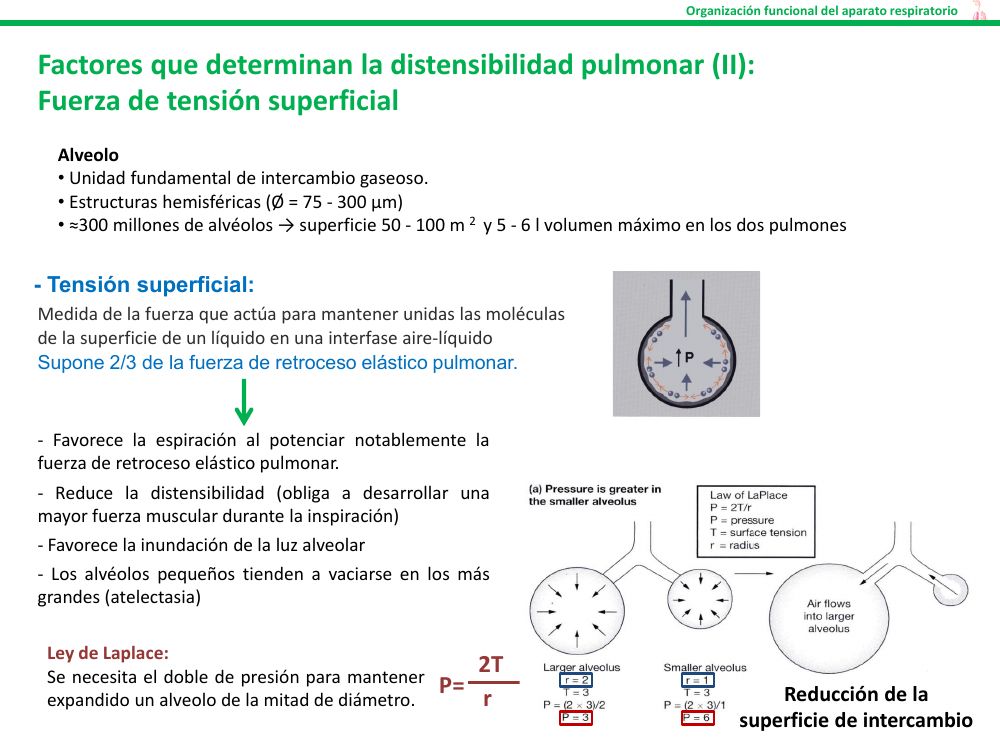 Organización funcional del aparato respiratorio
Factores que determinan la distensibilidad pulmonar (II):
Fuerza de tensión superficial
Alveolo
• Unidad fundamental de intercambio gaseoso.
• Estructuras hemisféricas (Ø = 75 - 300 µm)
• ≈300 millones de alvéolos → superficie 50 - 100 m 2 y 5 - 6 l volumen máximo en los dos pulmones
- Tensión superficial:
Medida de la fuerza que actúa para mantener unidas las moléculas
de la superficie de un líquido en una interfase aire-líquido
Supone 2/3 de la fuerza de retroceso elástico pulmonar.
↑ P
- Favorece la espiración al potenciar notablemente la
fuerza de retroceso elástico pulmonar.
- Reduce la distensibilidad (obliga a desarrollar una
mayor fuerza muscular durante la inspiración)
- Favorece la inundación de la luz alveolar
- Los alvéolos pequeños tienden a vaciarse en los más
grandes (atelectasia)
Ley de Laplace:
Se necesita el doble de presión para mantener
expandido un alveolo de la mitad de diámetro.
P= 2T
r
(a) Pressure is greater in
the smaller alveolus
Law of LaPlace
P = 2T/r
P = pressure
T = surface tension
r = radius
Air flows
into larger
alveolus
Larger alveolus
r = 2
T = 3
P = (2 × 3)/2
P = 3
Smaller alveolus
r = 1
T = 3
P = (2 × 3)/1
P = 6
Reducción de la
superficie de intercambio